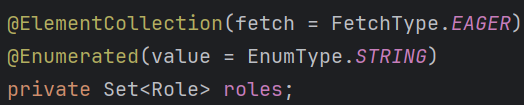 @ElementCollection(fetch = FetchType.EAGER)
@Enumerated(value = EnumType.STRING)
private Set<Role> roles;